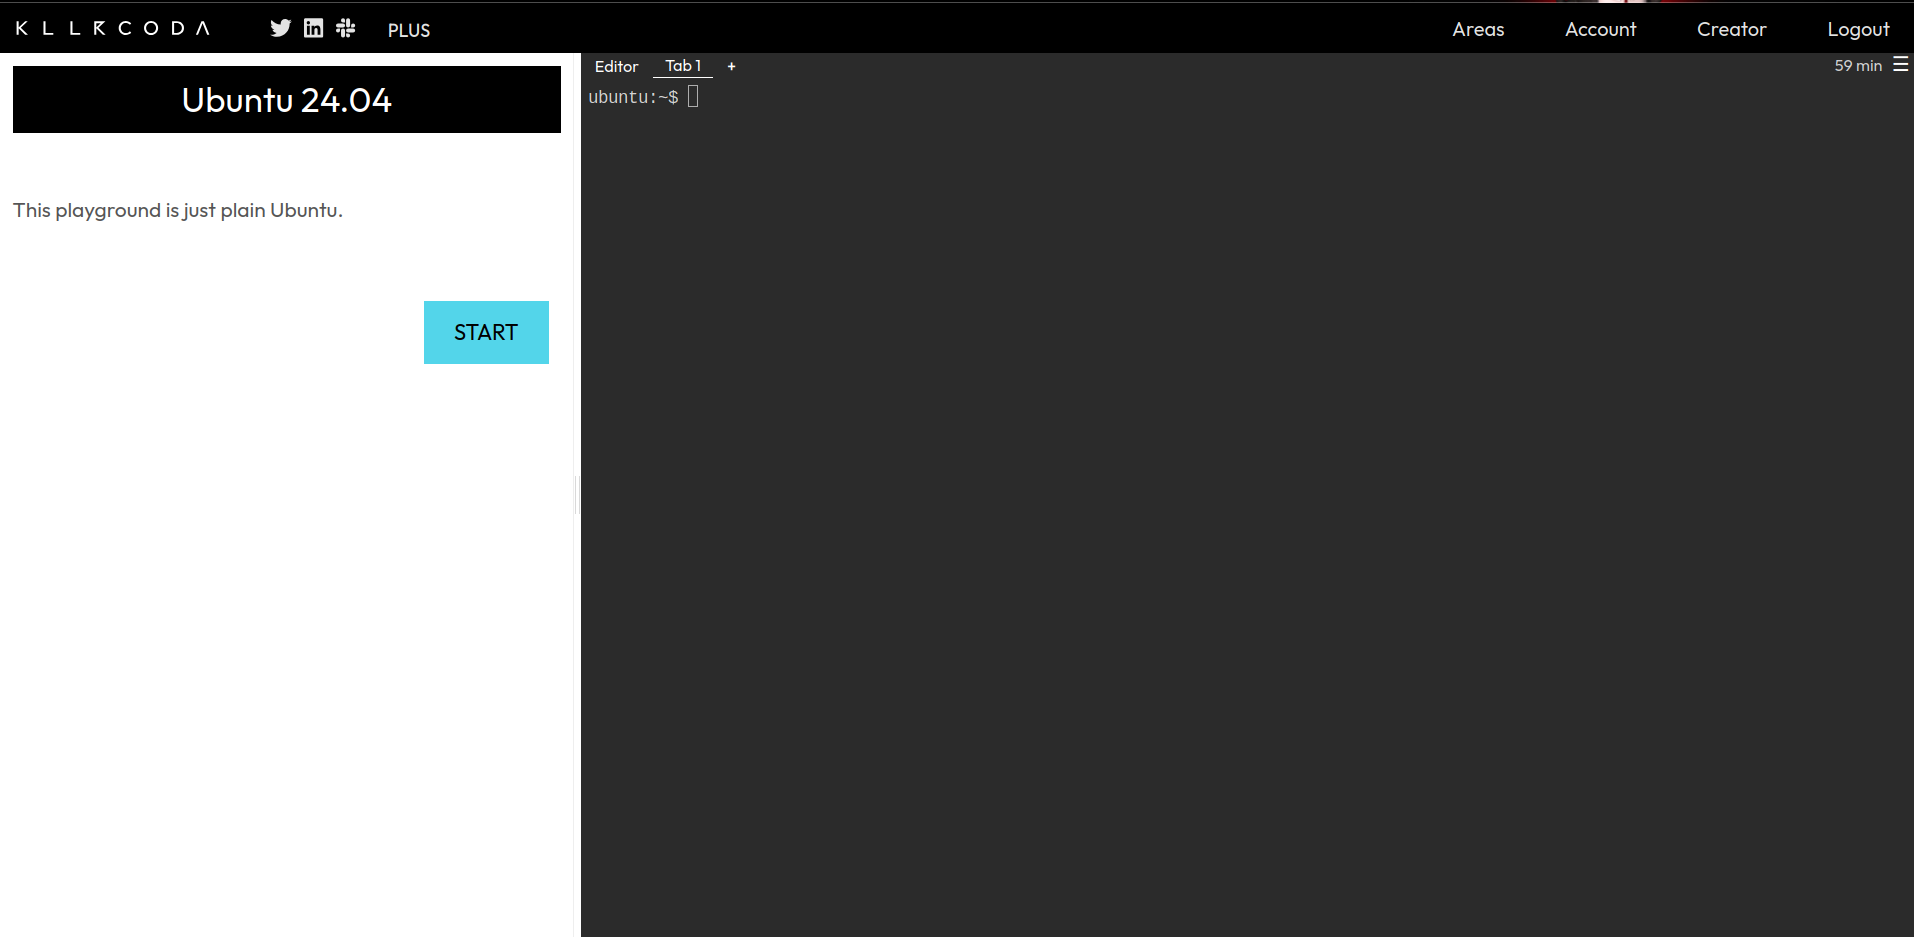 KLLRCODA PLUS Areas Account Creator Logout
Ubuntu 24.04
This playground is just plain Ubuntu.
START
Editor Tab 1 + 59 min
ubuntu:~$